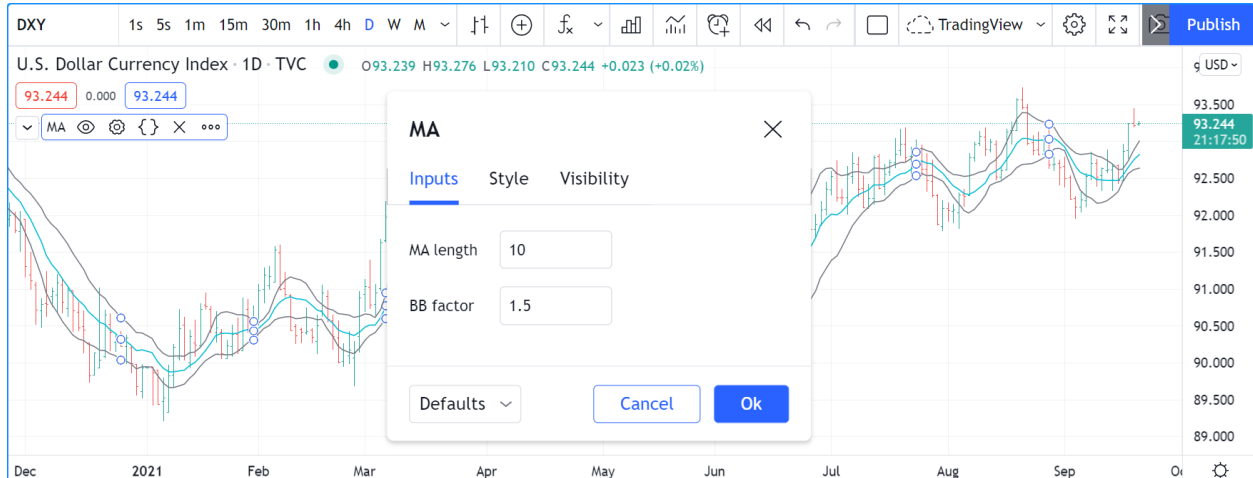 DXY 1s 5s 1m 15m 30m 1h 4h D W M fx TradingView Publish
U.S. Dollar Currency Index · 1D · TVC O93.239 H93.276 L93.210 C93.244 +0.023 (+0.02%)
USD
93.244 0.000 93.244
MA
MA
Inputs Style Visibility
MA length 10
BB factor 1.5
Defaults Cancel Ok
93.500
93.244
21:17:50
92.500
92.000
91.500
91.000
90.500
90.000
89.500
89.000
Dec 2021 Feb Mar Apr May Jun Jul Aug Sep